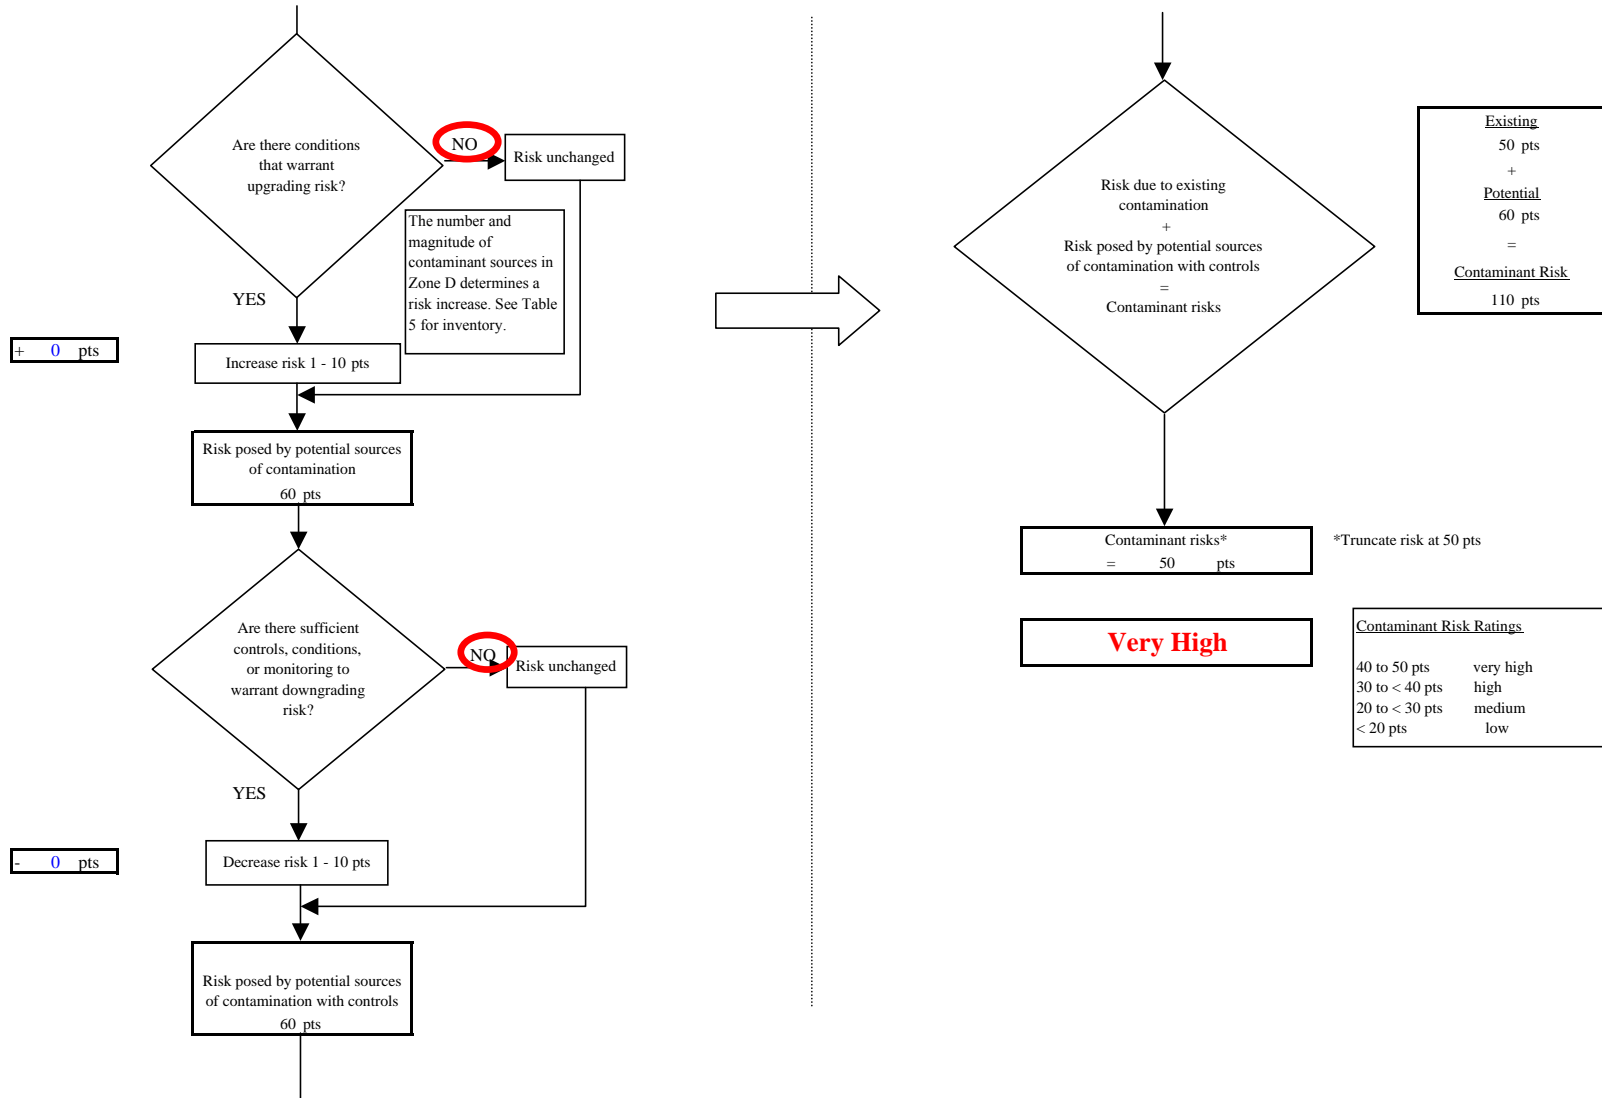 Are there conditions
that warrant
upgrading risk?
NO
Risk unchanged
The number and
magnitude of
contaminant sources in
Zone D determines a
risk increase. See Table
5 for inventory.
YES
+ 0 pts
Increase risk 1 - 10 pts
Risk posed by potential sources
of contamination
60 pts
Are there sufficient
controls, conditions,
or monitoring to
warrant downgrading
risk?
NO
Risk unchanged
YES
- 0 pts
Decrease risk 1 - 10 pts
Risk posed by potential sources
of contamination with controls
60 pts
Risk due to existing
contamination
+
Risk posed by potential sources
of contamination with controls
=
Contaminant risks
Existing
50 pts
+
Potential
60 pts
=
Contaminant Risk
110 pts
Contaminant risks*
= 50 pts
*Truncate risk at 50 pts
Very High
Contaminant Risk Ratings
40 to 50 pts very high
30 to < 40 pts high
20 to < 30 pts medium
< 20 pts low